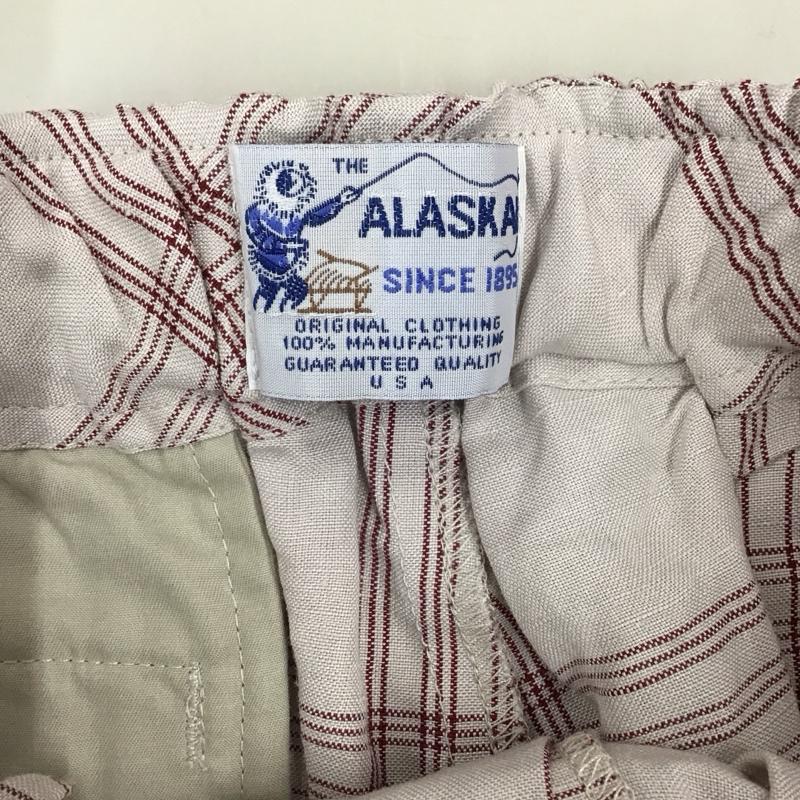 THE
ALASKA
SINCE 1895
ORIGINAL CLOTHING
100% MANUFACTURING
GUARANTEED QUALITY
U S A